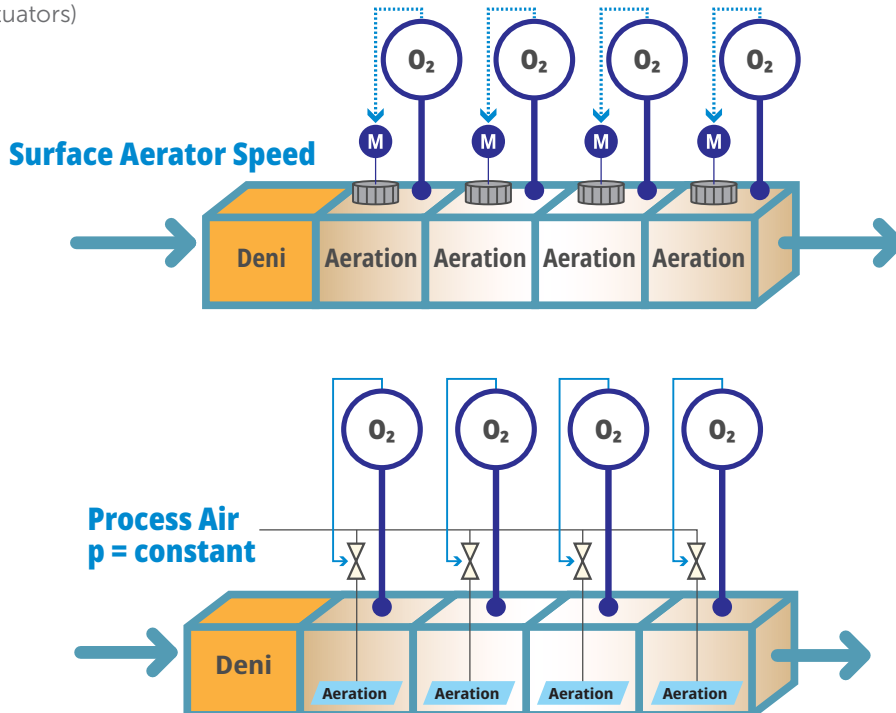 tuators)
O₂ O₂ O₂ O₂
M M M M
Surface Aerator Speed
Deni Aeration Aeration Aeration Aeration
O₂ O₂ O₂ O₂
Process Air
p = constant
Deni
Aeration Aeration Aeration Aeration